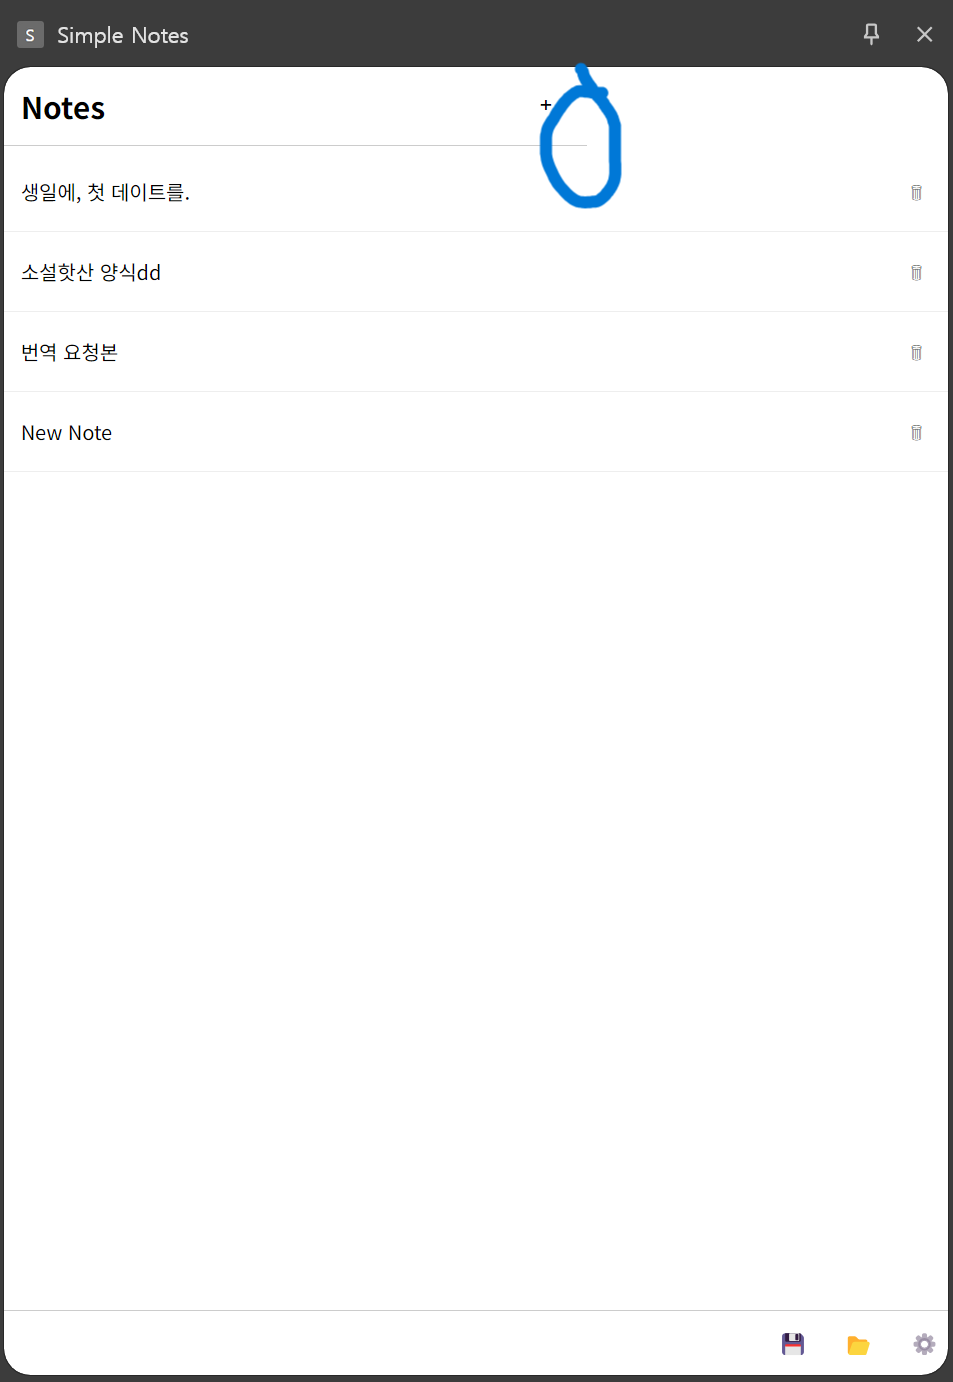 S Simple Notes
Notes +
생일에, 첫 데이트를.
소설핫산 양식dd
번역 요청본
New Note